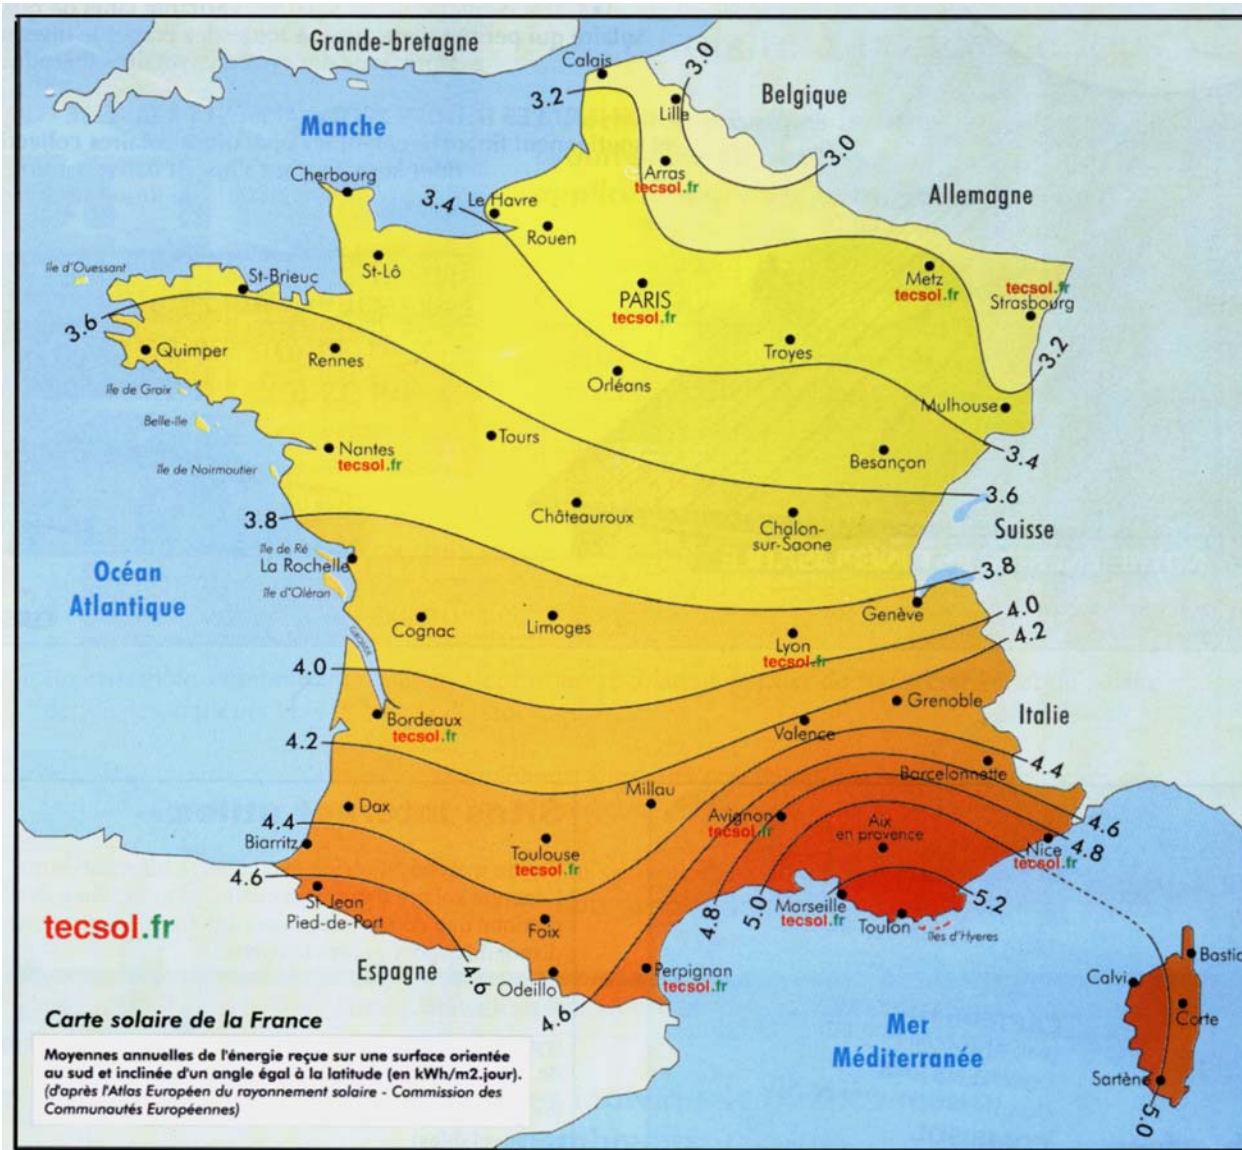 Grande-bretagne
Calais
3.0
3.2
Lille
Belgique
Manche
3.0
Arras
tecsol.fr
Cherbourg
Allemagne
3.4
Le Havre
Rouen
île d'Ouessant
St-Brieuc
St-Lô
Metz
tecsol.fr
tecsol.fr
Strasbourg
PARIS
tecsol.fr
3.6
Quimper
Rennes
Troyes
3.2
Orléans
île de Groix
Mulhouse
Belle-Ile
Tours
Nantes
tecsol.fr
3.4
Besançon
île de Noirmoutier
3.6
3.8
Châteauroux
Chalon-
sur-Saone
Suisse
île de Ré
La Rochelle
3.8
Océan
Atlantique
île d'Oléron
Genève
4.0
Cognac
Limoges
4.2
Lyon
tecsol.fr
4.0
Grenoble
Bordeaux
tecsol.fr
Italie
Valence
4.2
4.4
Barcelonnette
Millau
Dax
Avignon
tecsol.fr
Aix
en provence
4.6
4.4
Biarritz
4.8
Toulouse
tecsol.fr
Nice
tecsol.fr
4.6
St-Jean
Pied-de-Port
Marseille
tecsol.fr
5.2
4.8
5.0
tecsol.fr
Foix
Toulon
îles d'Hyeres
Bastia
Espagne
4.6
Odeillo
Perpignan
tecsol.fr
Calvi
4.6
Corte
Carte solaire de la France
Mer
Méditerranée
Moyennes annuelles de l'énergie reçue sur une surface orientée
au sud et inclinée d'un angle égal à la latitude (en kWh/m2.jour).
(d'après l'Atlas Européen du rayonnement solaire - Commission des
Communautés Européennes)
Sartène
5.0